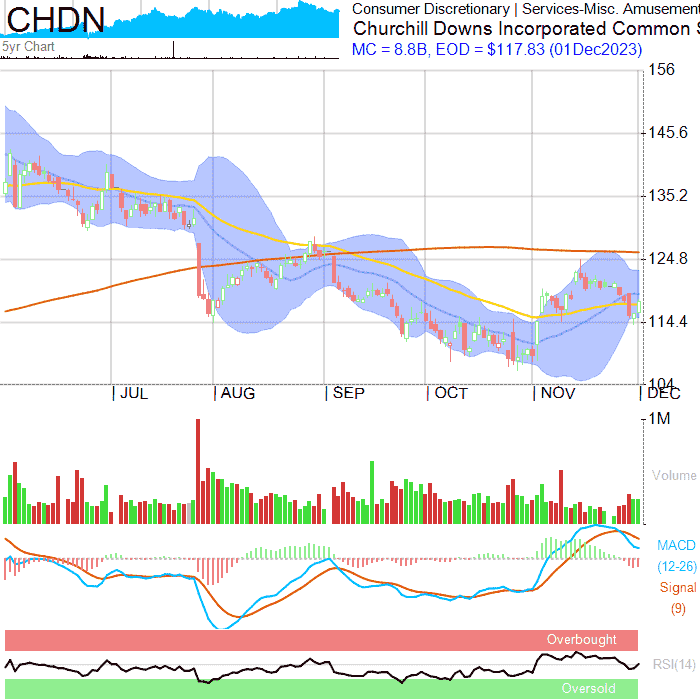 CHDN
5yr Chart
Consumer Discretionary | Services-Misc. Amusement
Churchill Downs Incorporated Common S
MC = 8.8B, EOD = $117.83 (01Dec2023)
156
145.6
135.2
124.8
114.4
104
JUL AUG SEP OCT NOV DEC
1M
Volume
MACD
(12-26)
Signal
(9)
Overbought
RSI(14)
Oversold